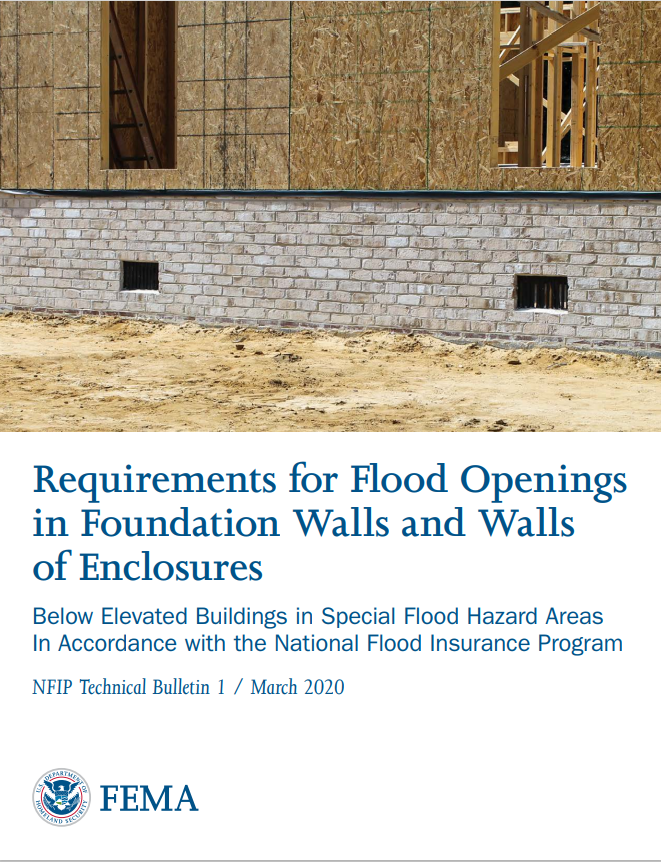 Requirements for Flood Openings
in Foundation Walls and Walls
of Enclosures
Below Elevated Buildings in Special Flood Hazard Areas
In Accordance with the National Flood Insurance Program
NFIP Technical Bulletin 1 / March 2020
U.S. DEPARTMENT OF
HOMELAND SECURITY
FEMA